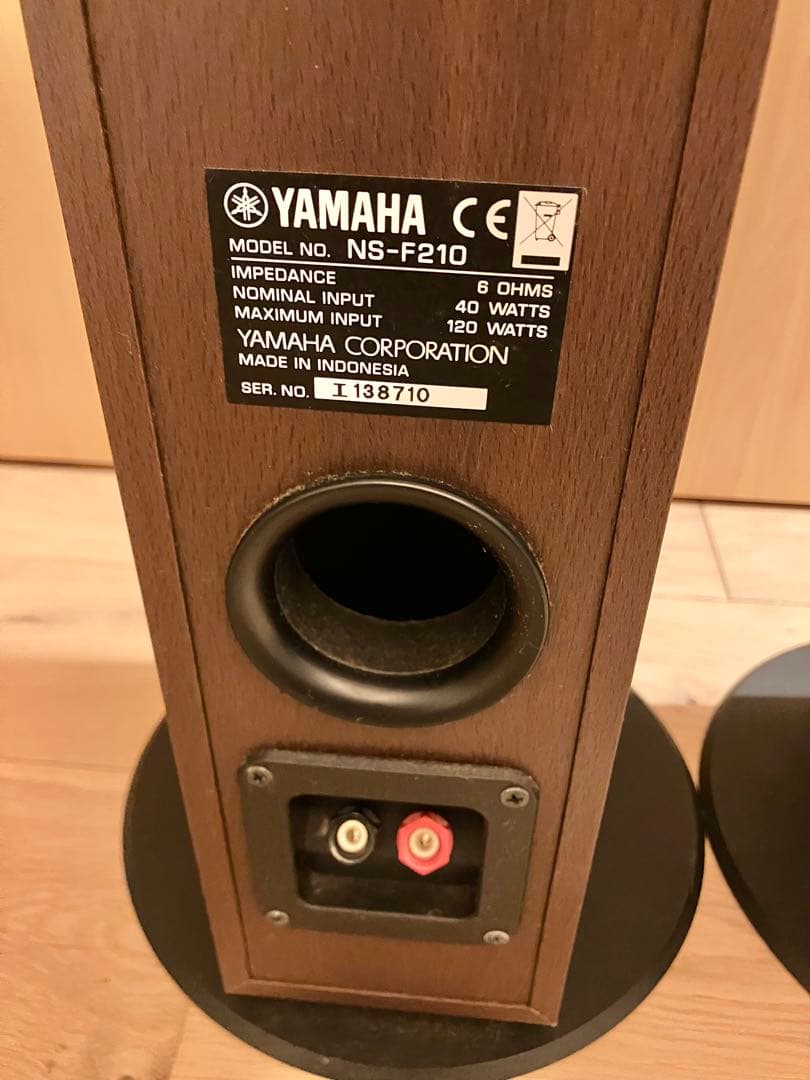 YAMAHA CE
MODEL NO. NS-F210
IMPEDANCE 6 OHMS
NOMINAL INPUT 40 WATTS
MAXIMUM INPUT 120 WATTS
YAMAHA CORPORATION
MADE IN INDONESIA
SER. NO. I138710